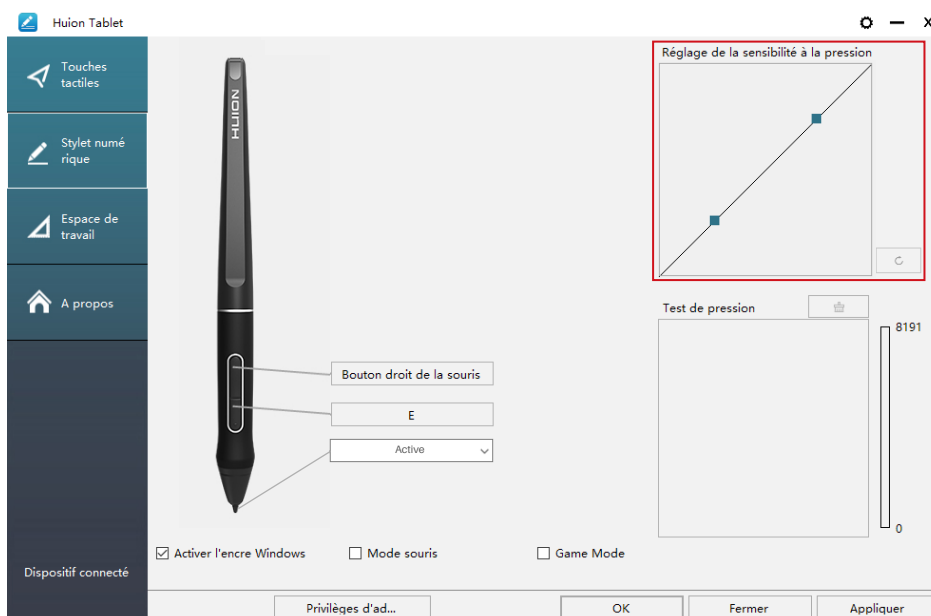 Huion Tablet
Touches
tactiles
Stylet numé
rique
Espace de
travail
A propos
Dispositif connecté
HUION
Bouton droit de la souris
E
Active
Réglage de la sensibilité à la pression
Test de pression
8191
0
Activer l'encre Windows
Mode souris
Game Mode
Privilèges d'ad...
OK
Fermer
Appliquer